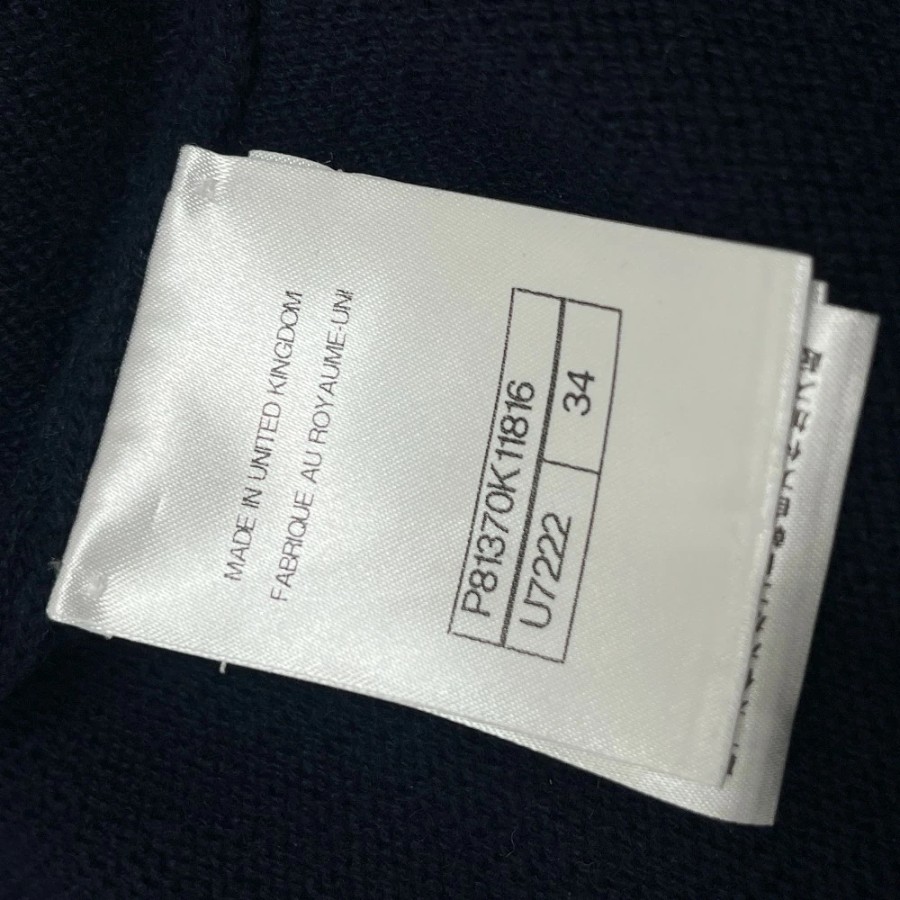 MADE IN UNITED KINGDOM
FABRIQUE AU ROYAUME-UNI
P81370K11816
U7222 34